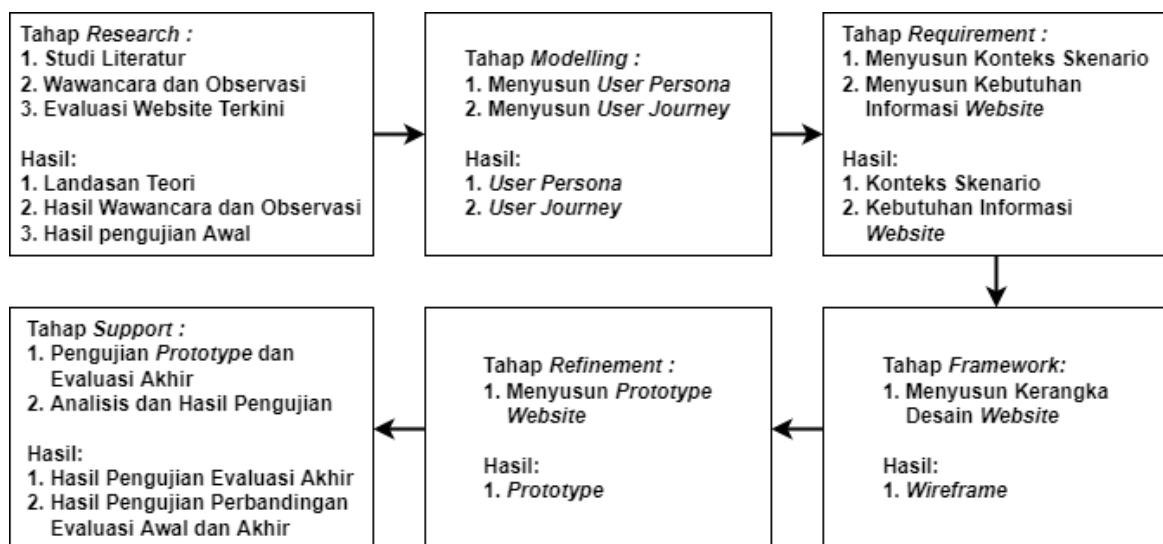 Tahap Research :
1. Studi Literatur
2. Wawancara dan Observasi
3. Evaluasi Website Terkini
Hasil:
1. Landasan Teori
2. Hasil Wawancara dan Observasi
3. Hasil pengujian Awal
Tahap Modelling :
1. Menyusun User Persona
2. Menyusun User Journey
Hasil:
1. User Persona
2. User Journey
Tahap Requirement :
1. Menyusun Konteks Skenario
2. Menyusun Kebutuhan
Informasi Website
Hasil:
1. Konteks Skenario
2. Kebutuhan Informasi
Website
Tahap Framework:
1. Menyusun Kerangka
Desain Website
Hasil:
1. Wireframe
Tahap Refinement :
1. Menyusun Prototype
Website
Hasil:
1. Prototype
Tahap Support :
1. Pengujian Prototype dan
Evaluasi Akhir
2. Analisis dan Hasil Pengujian
Hasil:
1. Hasil Pengujian Evaluasi Akhir
2. Hasil Pengujian Perbandingan
Evaluasi Awal dan Akhir